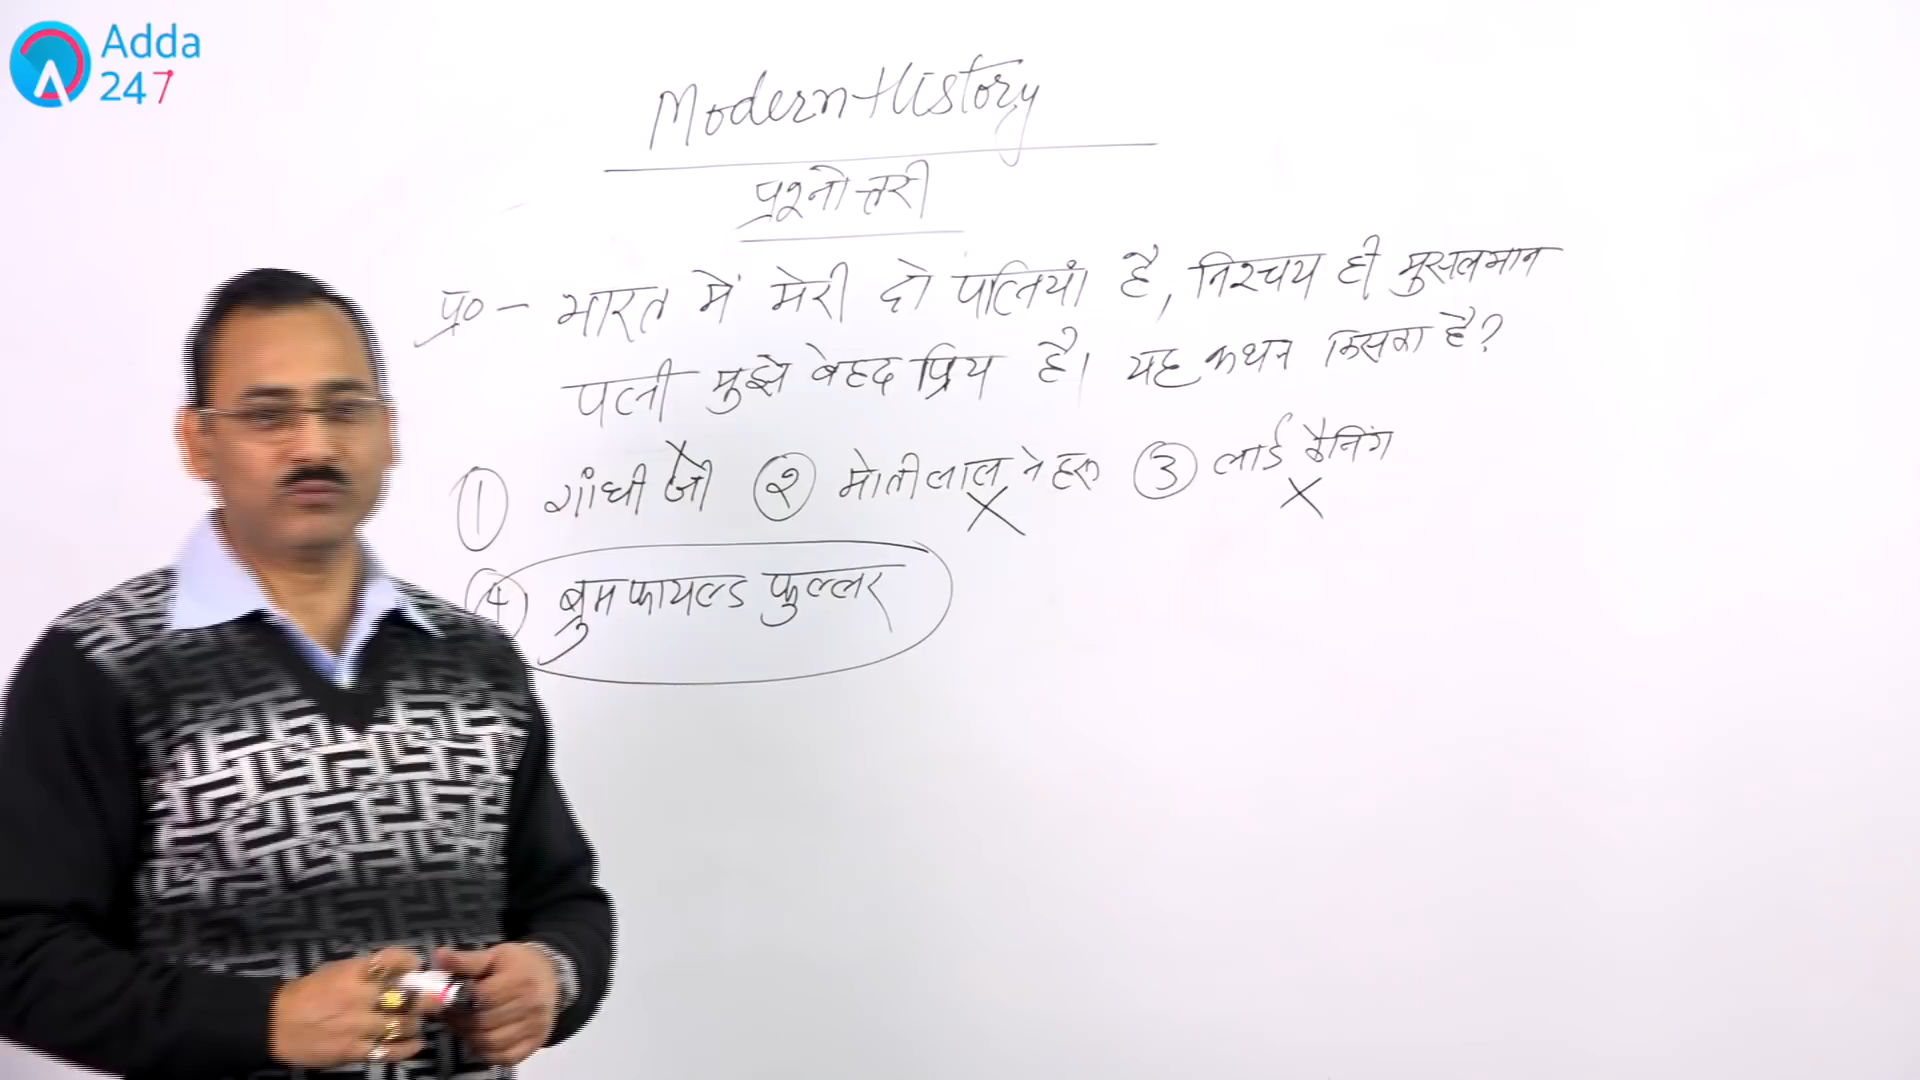 Adda
247
Modern History
प्रश्नोत्तरी
प्र०- भारत में मेरी दो पत्नियां है, निश्चय ही मुसलमान
पत्नी मुझे बेहद प्रिय है। यह कथन किसका है?
① गांधी जी ② मोतीलाल नेहरू ③ लार्ड कैनिंग
④ ब्रुमफायल्ड फुल्लर